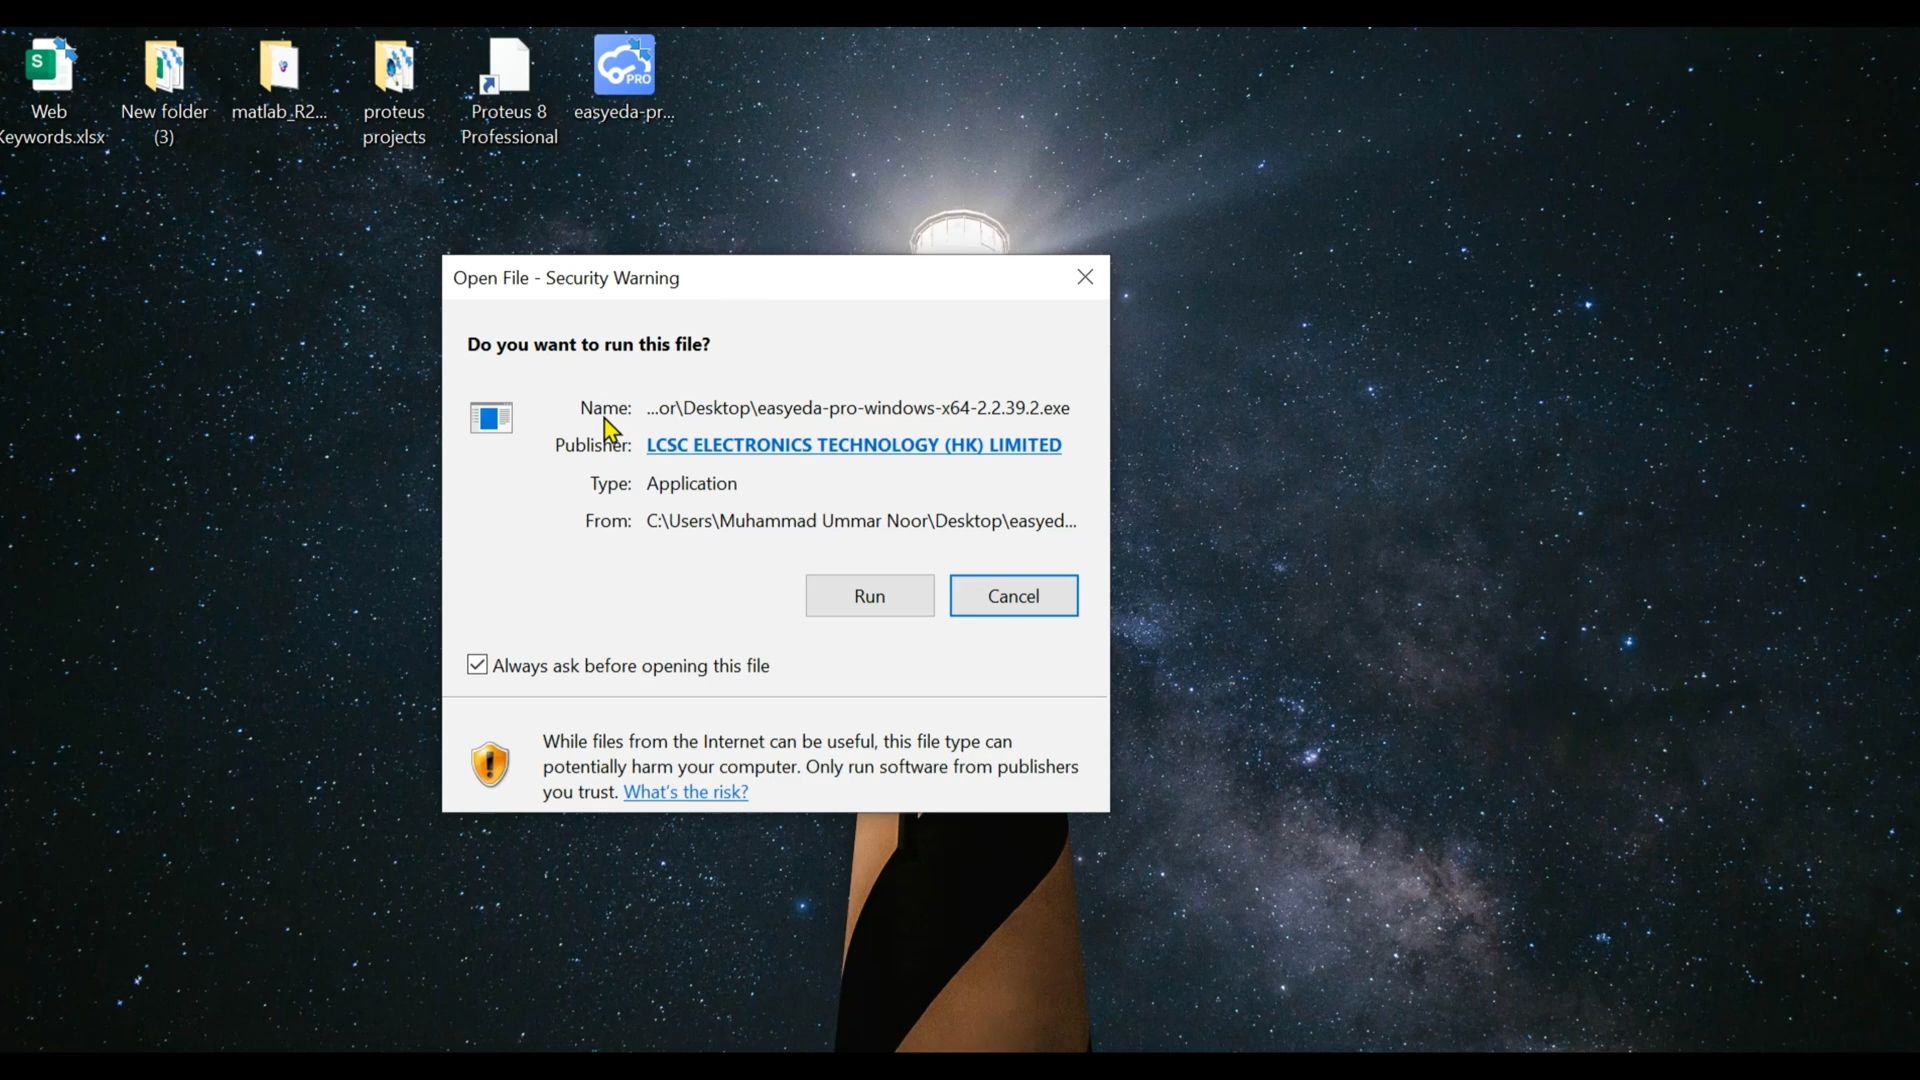 S
PRO
Web
Keywords.xlsx
New folder
(3)
matlab_R2...
proteus
projects
Proteus 8
Professional
easyeda-pr...
Open File - Security Warning
Do you want to run this file?
Name: ...or\Desktop\easyeda-pro-windows-x64-2.2.39.2.exe
Publisher: LCSC ELECTRONICS TECHNOLOGY (HK) LIMITED
Type: Application
From: C:\Users\Muhammad Ummar Noor\Desktop\easyed...
Run
Cancel
Always ask before opening this file
While files from the Internet can be useful, this file type can
potentially harm your computer. Only run software from publishers
you trust. What's the risk?